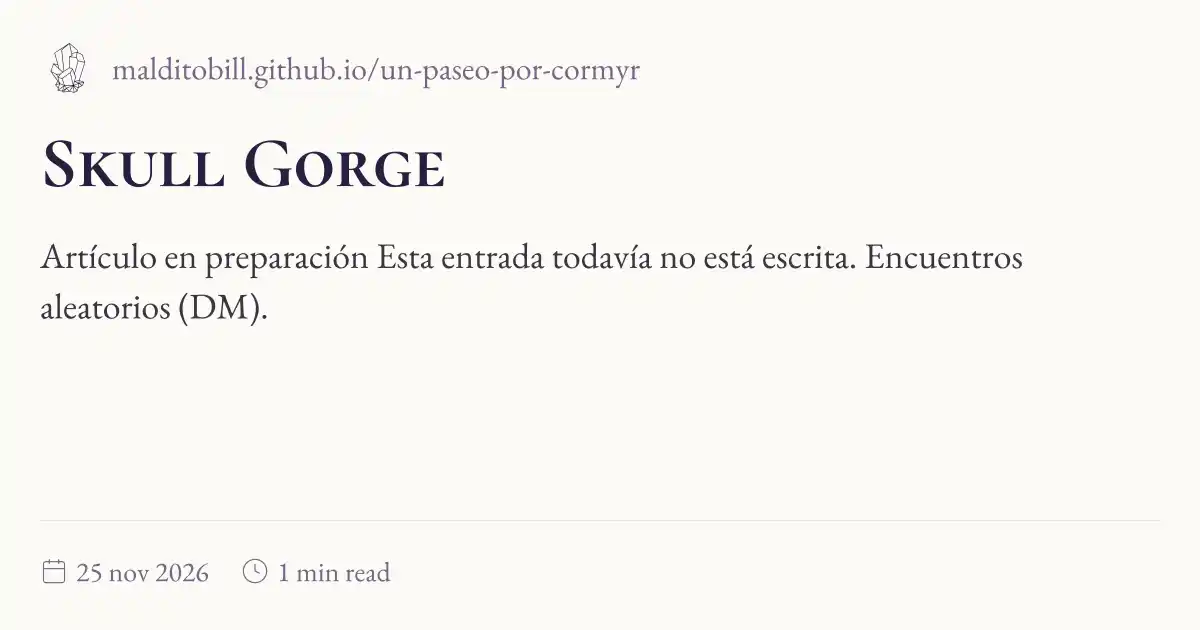 malditobill.github.io/un-paseo-por-cormyr
Skull Gorge
Artículo en preparación Esta entrada todavía no está escrita. Encuentros
aleatorios (DM).
25 nov 2026 1 min read